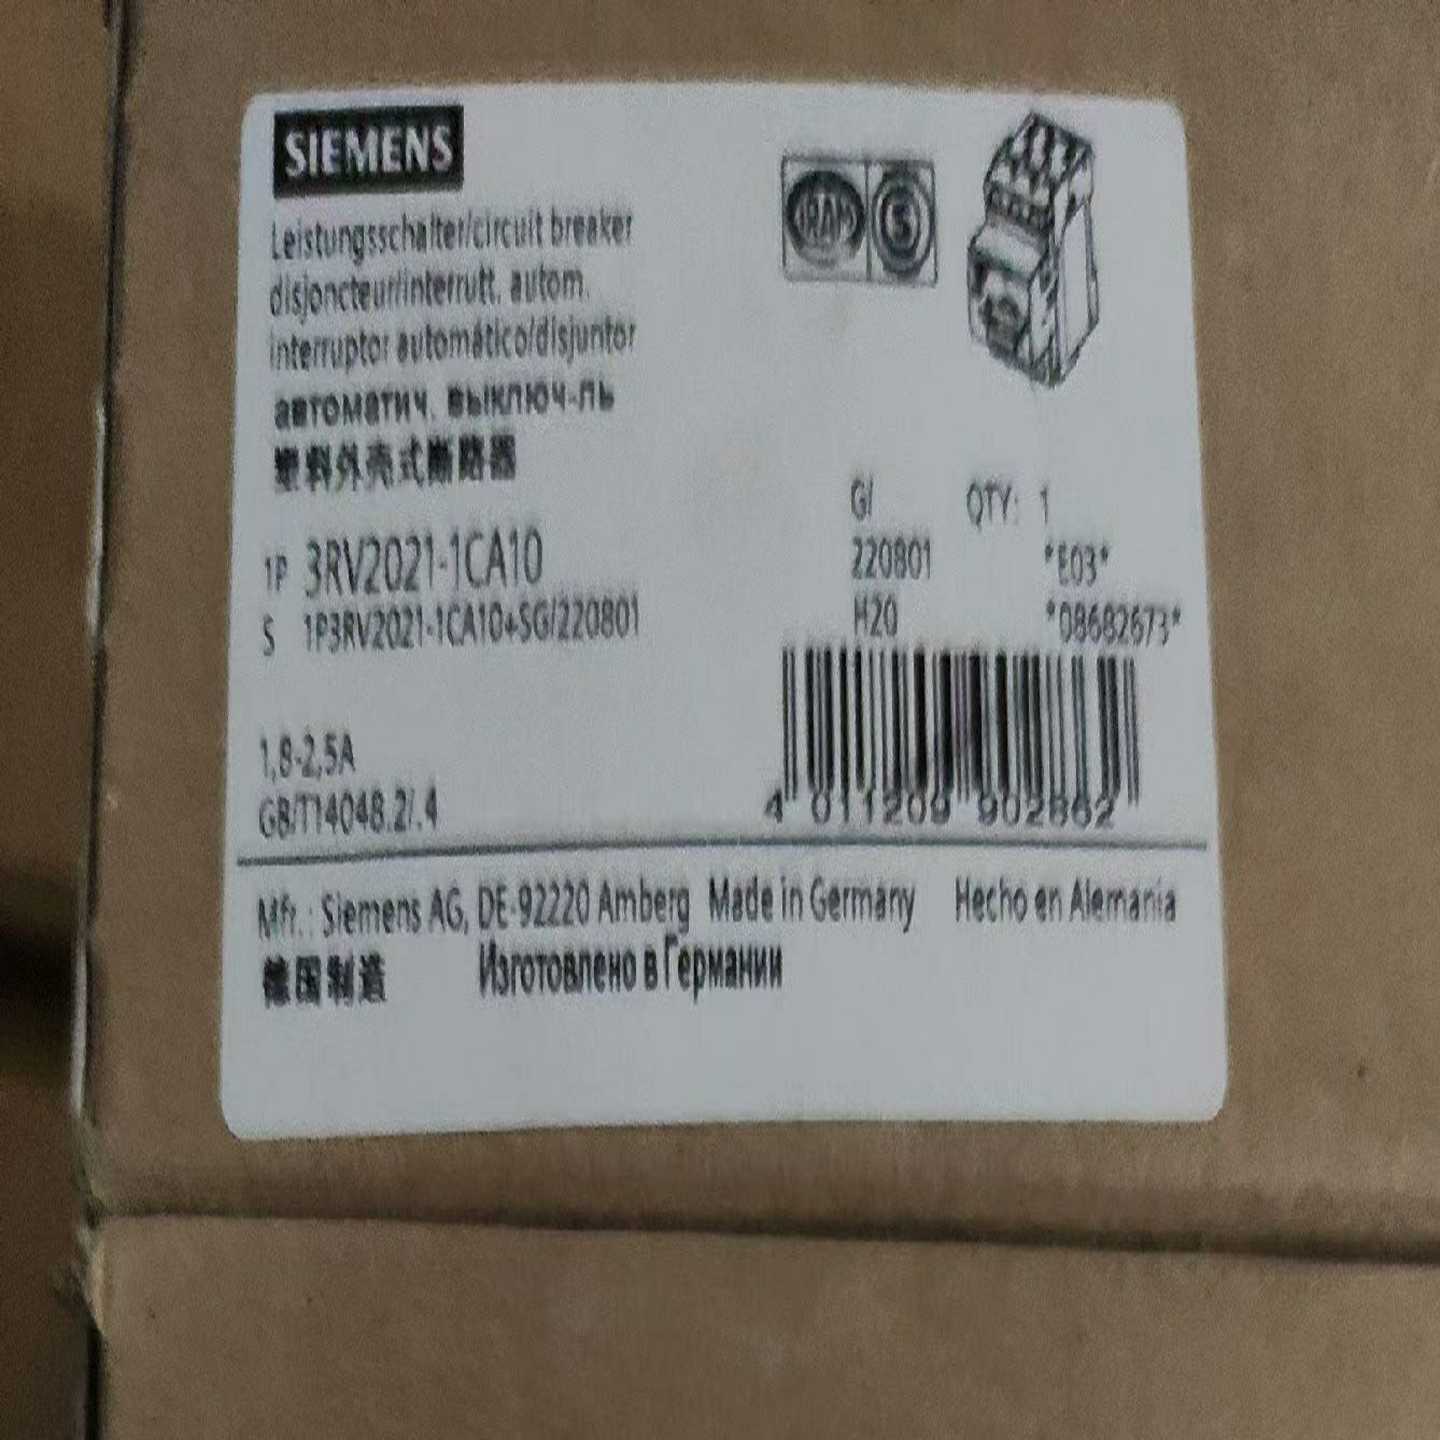 SIEMENS
Leistungsschalter/circuit breaker
disjoncteur/interrutt. autom.
interruptor automático/disjuntor
автоматич. выключ-ль
塑料外壳式断路器
IRAM S
G/ QTY: 1
1P 3RV2021-1CA10 220801 *E03*
S 1P3RV2021-1CA10+SG/220801 H20 *08682673*
1,8-2,5A
GB/T14048.2/.4
4 011209 902862
Mfr.: Siemens AG, DE-92220 Amberg Made in Germany Hecho en Alemania
德国制造 Изготовлено в Германии